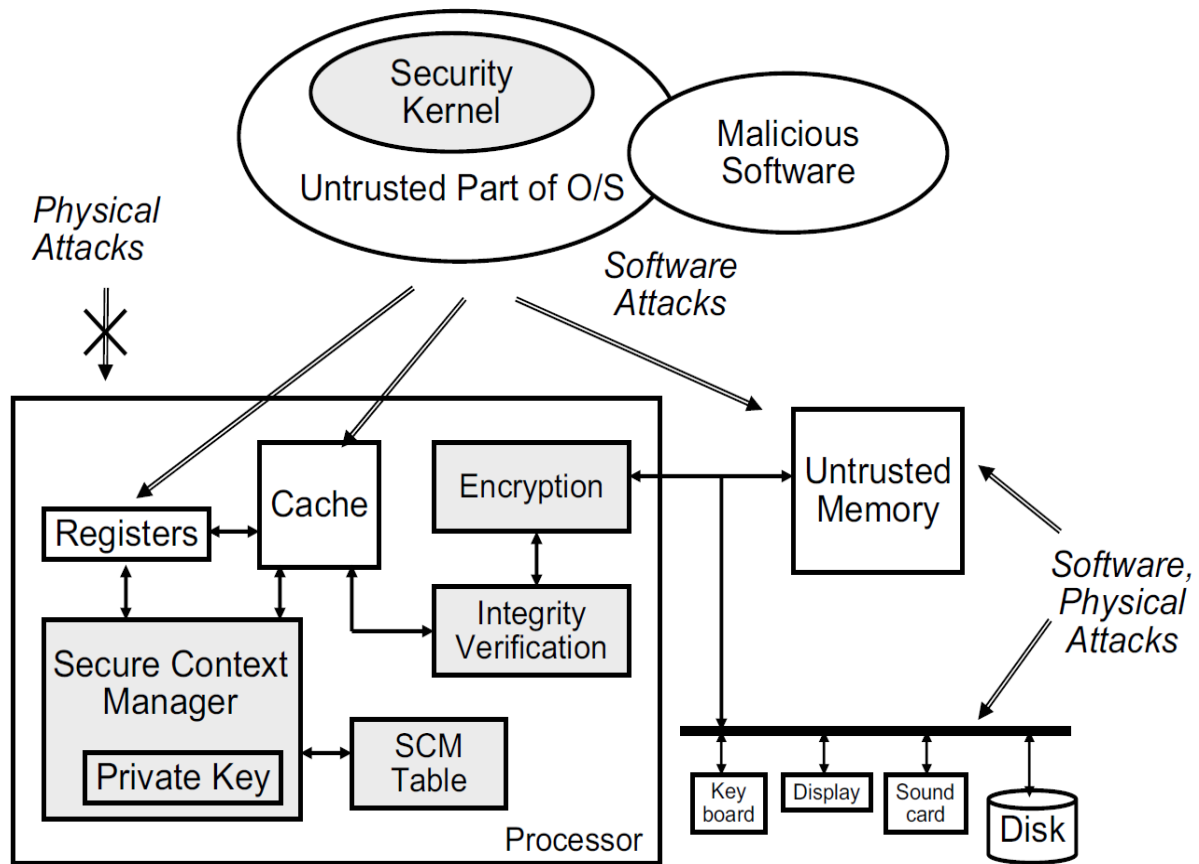 Security
Kernel
Untrusted Part of O/S
Malicious
Software
Physical
Attacks
Software
Attacks
Registers
Cache
Encryption
Integrity
Verification
Untrusted
Memory
Software,
Physical
Attacks
Secure Context
Manager
Private Key
SCM
Table
Processor
Key
board
Display
Sound
card
Disk